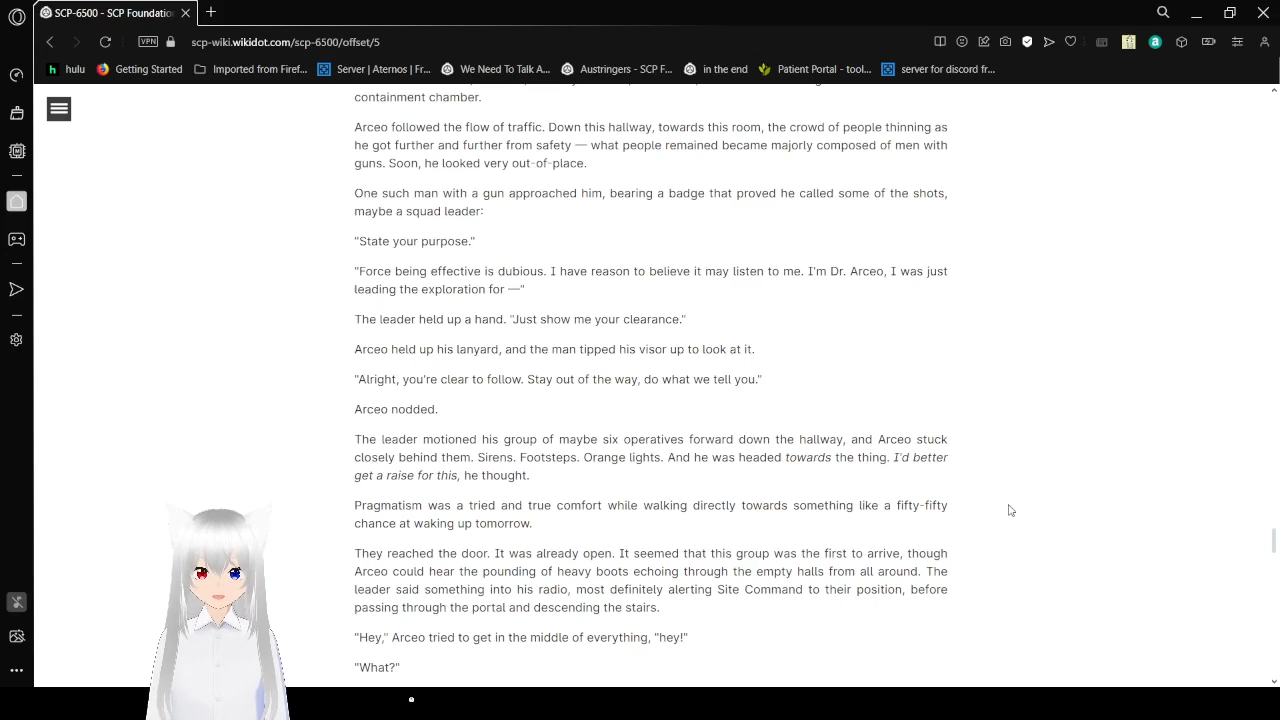 SCP-6500 - SCP Foundatio
scp-wiki.wikidot.com/scp-6500/offset/5
VPN
hulu
Getting Started
Imported from Firef...
Server | Aternos | Fr...
We Need To Talk A...
Austringers - SCP F...
in the end
Patient Portal - tool...
server for discord fr...
containment chamber.
Arceo followed the flow of traffic. Down this hallway, towards this room, the crowd of people thinning as
he got further and further from safety — what people remained became majorly composed of men with
guns. Soon, he looked very out-of-place.
One such man with a gun approached him, bearing a badge that proved he called some of the shots,
maybe a squad leader:
"State your purpose."
"Force being effective is dubious. I have reason to believe it may listen to me. I'm Dr. Arceo, I was just
leading the exploration for —"
The leader held up a hand. "Just show me your clearance."
Arceo held up his lanyard, and the man tipped his visor up to look at it.
"Alright, you're clear to follow. Stay out of the way, do what we tell you."
Arceo nodded.
The leader motioned his group of maybe six operatives forward down the hallway, and Arceo stuck
closely behind them. Sirens. Footsteps. Orange lights. And he was headed towards the thing. I'd better
get a raise for this, he thought.
Pragmatism was a tried and true comfort while walking directly towards something like a fifty-fifty
chance at waking up tomorrow.
They reached the door. It was already open. It seemed that this group was the first to arrive, though
Arceo could hear the pounding of heavy boots echoing through the empty halls from all around. The
leader said something into his radio, most definitely alerting Site Command to their position, before
passing through the portal and descending the stairs.
"Hey," Arceo tried to get in the middle of everything, "hey!"
"What?"